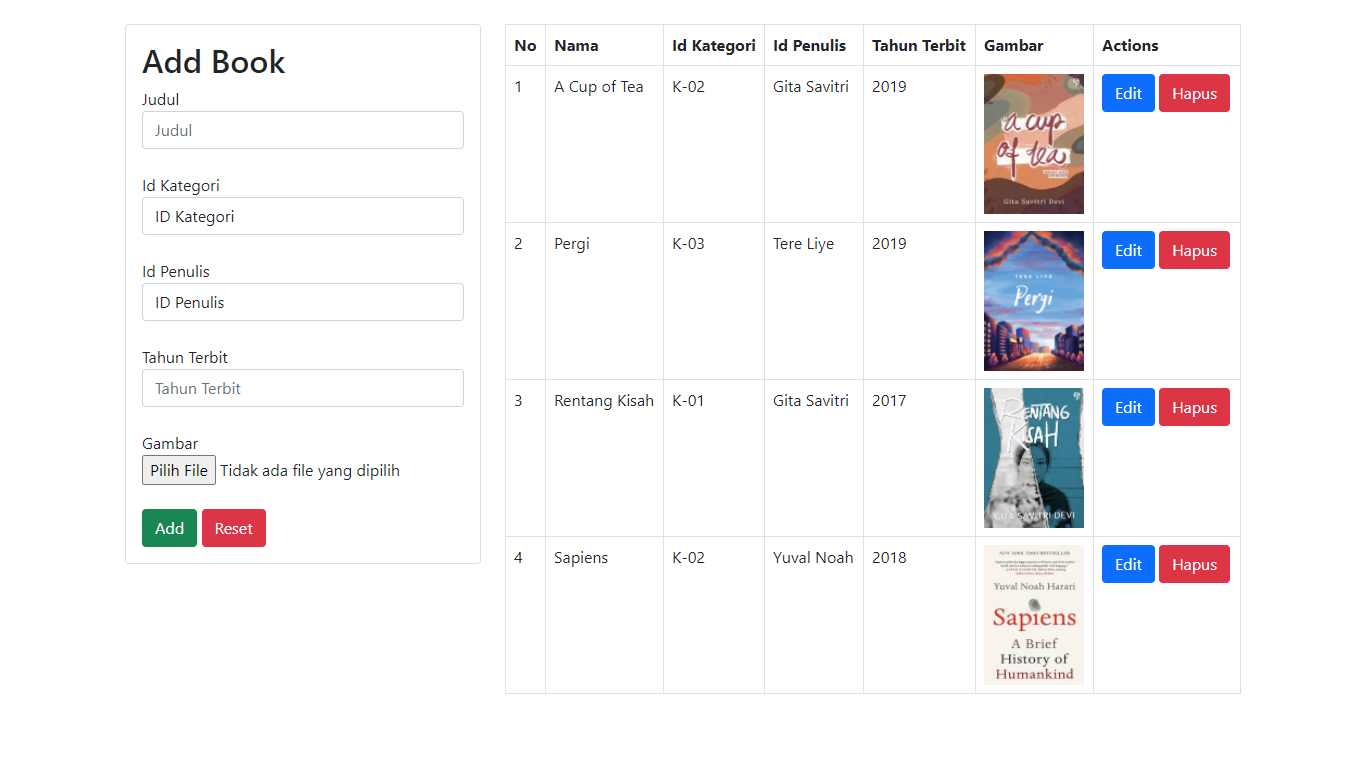 Add Book
Judul
Judul
Id Kategori
ID Kategori
Id Penulis
ID Penulis
Tahun Terbit
Tahun Terbit
Gambar
Pilih File Tidak ada file yang dipilih
Add Reset
No Nama Id Kategori Id Penulis Tahun Terbit Gambar Actions
1 A Cup of Tea K-02 Gita Savitri 2019 Edit Hapus
a cup
of tea
Gita Savitri Devi
2 Pergi K-03 Tere Liye 2019 Edit Hapus
TERE LIYE
Pergi
3 Rentang Kisah K-01 Gita Savitri 2017 Edit Hapus
RENTANG
KISAH
GITA SAVITRI DEVI
4 Sapiens K-02 Yuval Noah 2018 Edit Hapus
NEW YORK TIMES BESTSELLER
Yuval Noah Harari
Sapiens
A Brief
History of
Humankind